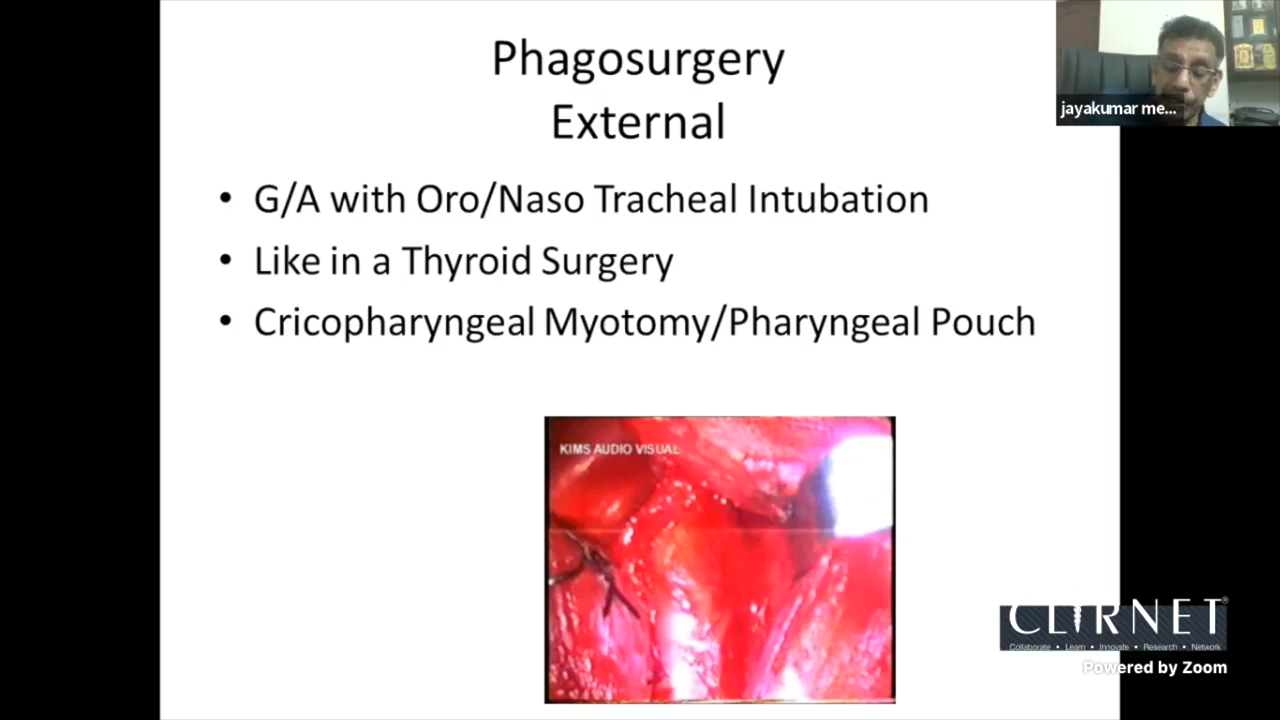 Phagosurgery
External
• G/A with Oro/Naso Tracheal Intubation
• Like in a Thyroid Surgery
• Cricopharyngeal Myotomy/Pharyngeal Pouch
KIMS AUDIO VISUAL
jayakumar me...
CLIRNET®
Collaborate • Learn • Innovate • Research • Network
Powered by Zoom